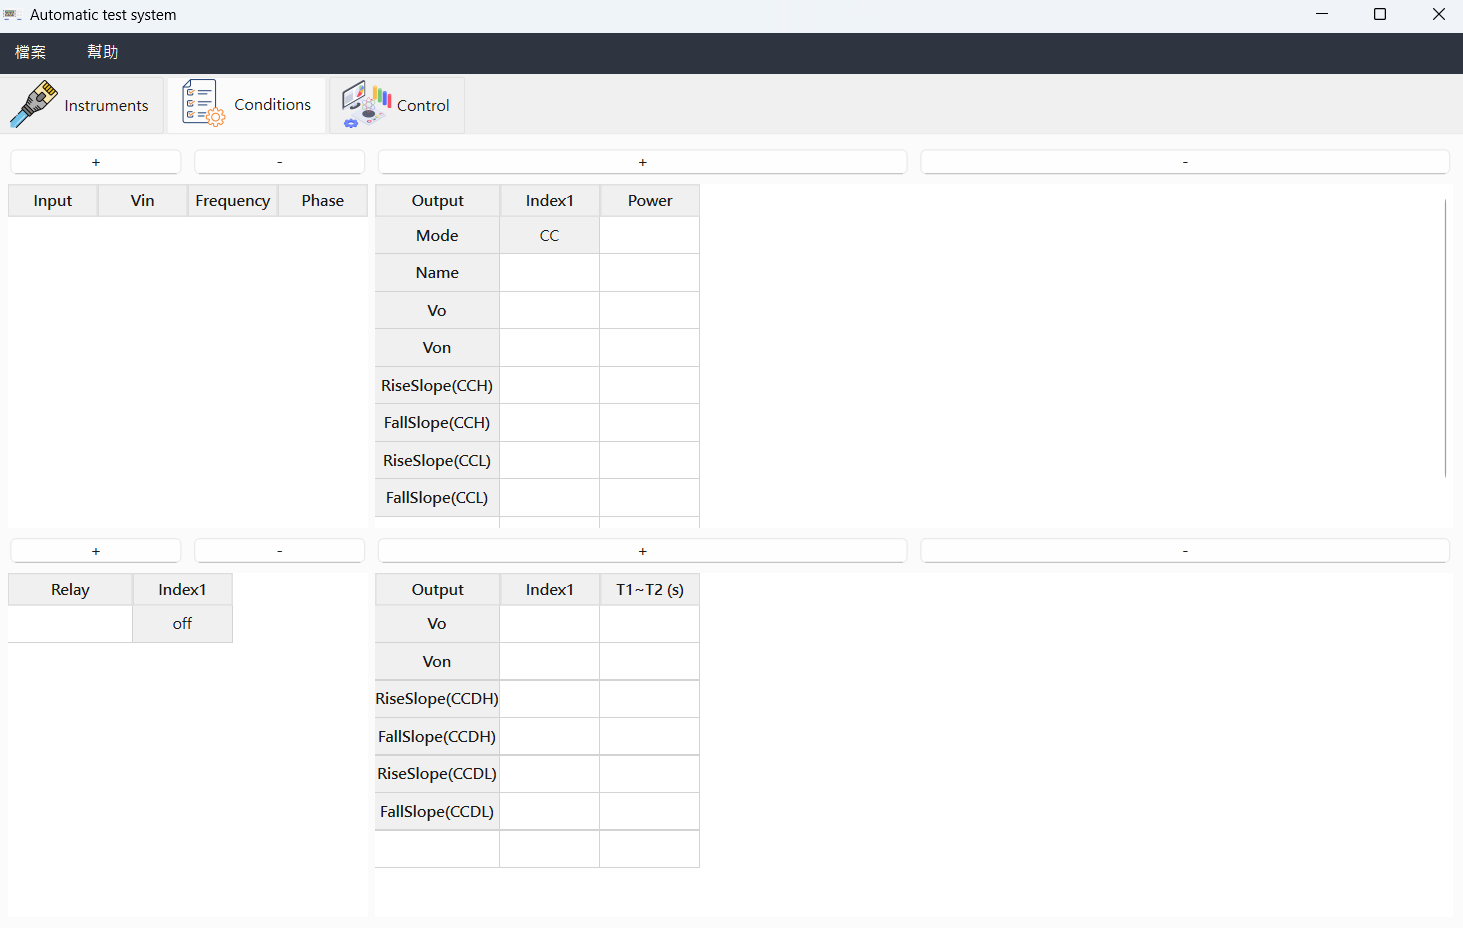 Automatic test system
檔案 幫助
Instruments Conditions Control
+ - + -
Input Vin Frequency Phase
Output Index1 Power
Mode CC
Name
Vo
Von
RiseSlope(CCH)
FallSlope(CCH)
RiseSlope(CCL)
FallSlope(CCL)
+ - + -
Relay Index1
off
Output Index1 T1~T2 (s)
Vo
Von
RiseSlope(CCDH)
FallSlope(CCDH)
RiseSlope(CCDL)
FallSlope(CCDL)